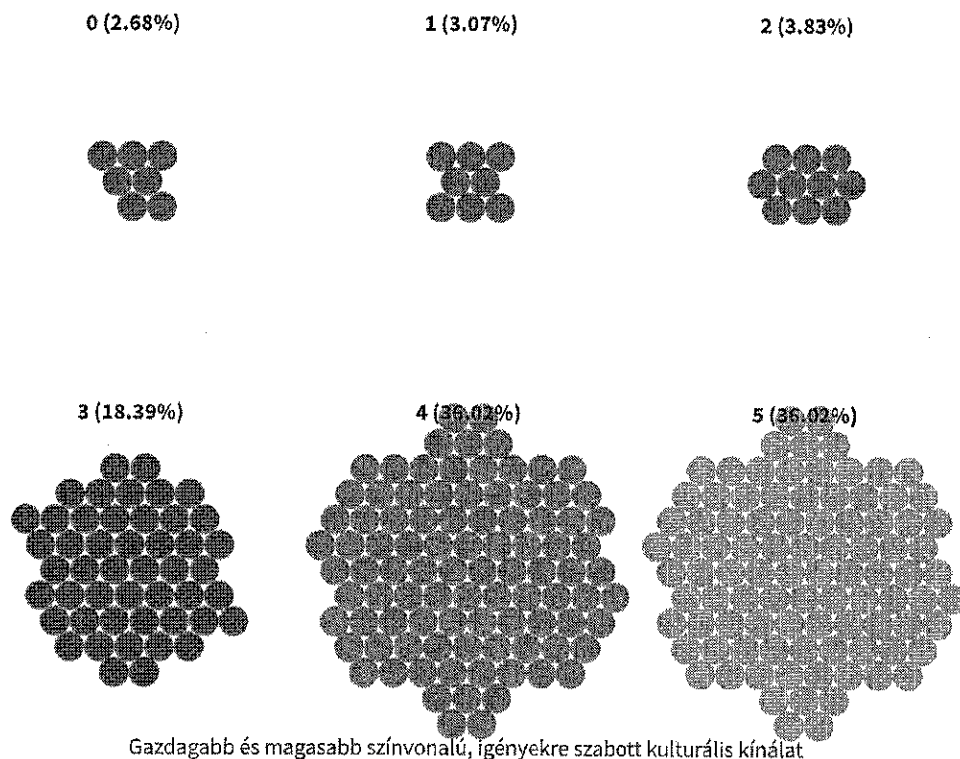 0 (2.68%) 1 (3.07%) 2 (3.83%)
3 (18.39%) 4 (36.02%) 5 (36.02%)
Gazdagabb és magasabb színvonalú, igényekre szabott kulturális kínálat